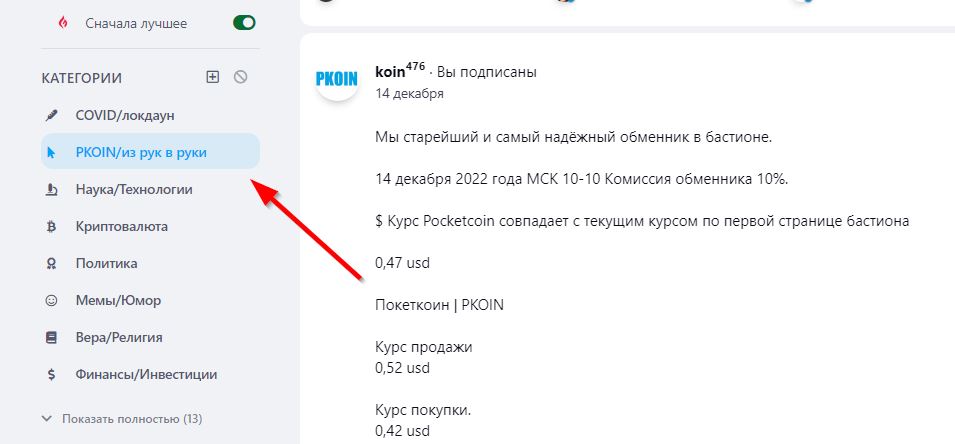 Сначала лучшее
КАТЕГОРИИ
COVID/локдаун
PKOIN/из рук в руки
Наука/Технологии
Криптовалюта
Политика
Мемы/Юмор
Вера/Религия
$ Финансы/Инвестиции
Показать полностью (13)
PKOIN
koin476 · Вы подписаны
14 декабря
Мы старейший и самый надёжный обменник в бастионе.
14 декабря 2022 года МСК 10-10 Комиссия обменника 10%.
$ Курс Pocketcoin совпадает с текущим курсом по первой странице бастиона
0,47 usd
Покеткоин | PKOIN
Курс продажи
0,52 usd
Курс покупки.
0,42 usd